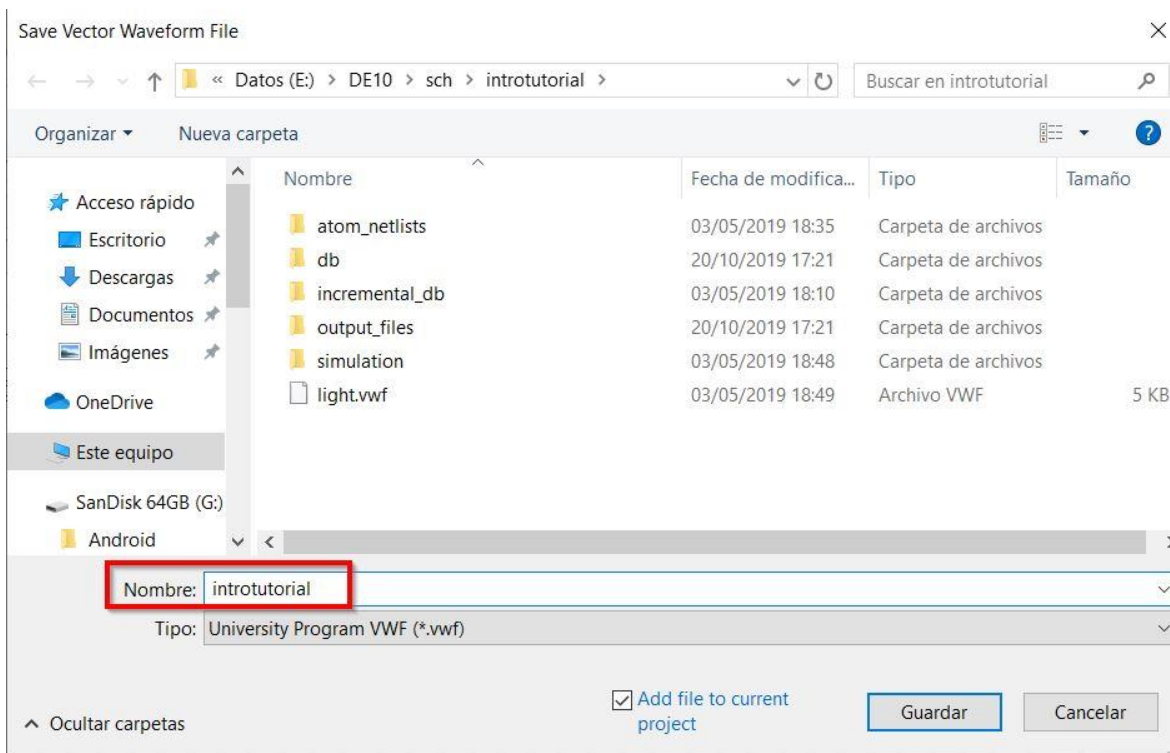 Save Vector Waveform File
« Datos (E:) > DE10 > sch > introtutorial >
Buscar en introtutorial
Organizar
Nueva carpeta
?
Nombre
Fecha de modifica...
Tipo
Tamaño
Acceso rápido
Escritorio
Descargas
Documentos
Imágenes
OneDrive
Este equipo
SanDisk 64GB (G:)
Android
atom_netlists 03/05/2019 18:35 Carpeta de archivos
db 20/10/2019 17:21 Carpeta de archivos
incremental_db 03/05/2019 18:10 Carpeta de archivos
output_files 20/10/2019 17:21 Carpeta de archivos
simulation 03/05/2019 18:48 Carpeta de archivos
light.vwf 03/05/2019 18:49 Archivo VWF 5 KB
Nombre: introtutorial
Tipo: University Program VWF (*.vwf)
Add file to current
project
Ocultar carpetas
Guardar
Cancelar